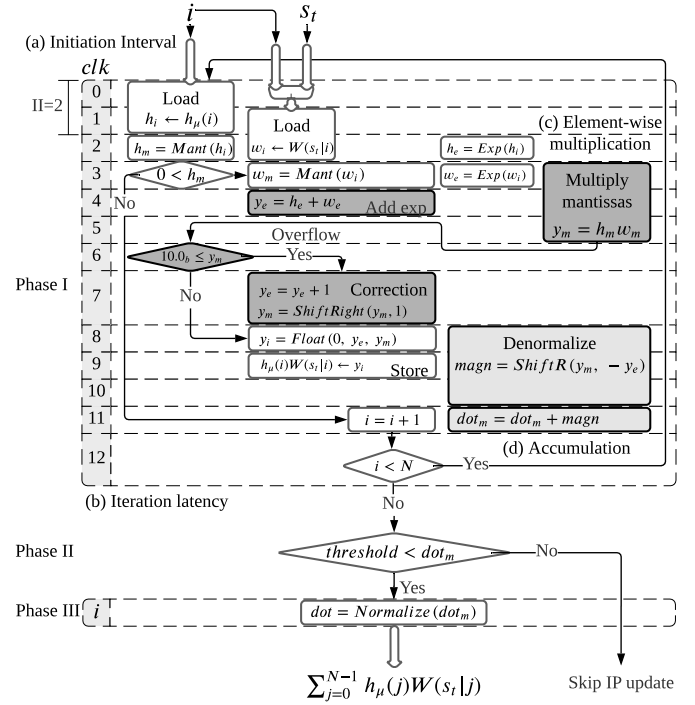 i
s_t
(a) Initiation Interval
clk
0
II=2
Load
h_i ← h_μ(i)
1
Load
w_i ← W(s_t|i)
2
h_m = Mant(h_i)
h_e = Exp(h_i)
(c) Element-wise
multiplication
3
0 < h_m
w_m = Mant(w_i)
w_e = Exp(w_i)
Multiply
mantissas
y_m = h_m w_m
No
4
y_e = h_e + w_e
Add exp
5
Overflow
6
10.0_b ≤ y_m
Yes
Phase I
No
7
y_e = y_e + 1
Correction
y_m = ShiftRight(y_m, 1)
8
y_i = Float(0, y_e, y_m)
Denormalize
magn = ShiftR(y_m, − y_e)
9
h_μ(i)W(s_t|i) ← y_i
Store
10
11
i = i + 1
dot_m = dot_m + magn
(d) Accumulation
12
i < N
Yes
(b) Iteration latency
No
Phase II
threshold < dot_m
No
Yes
Phase III
i
dot = Normalize(dot_m)
∑_{j=0}^{N−1} h_μ(j)W(s_t|j)
Skip IP update